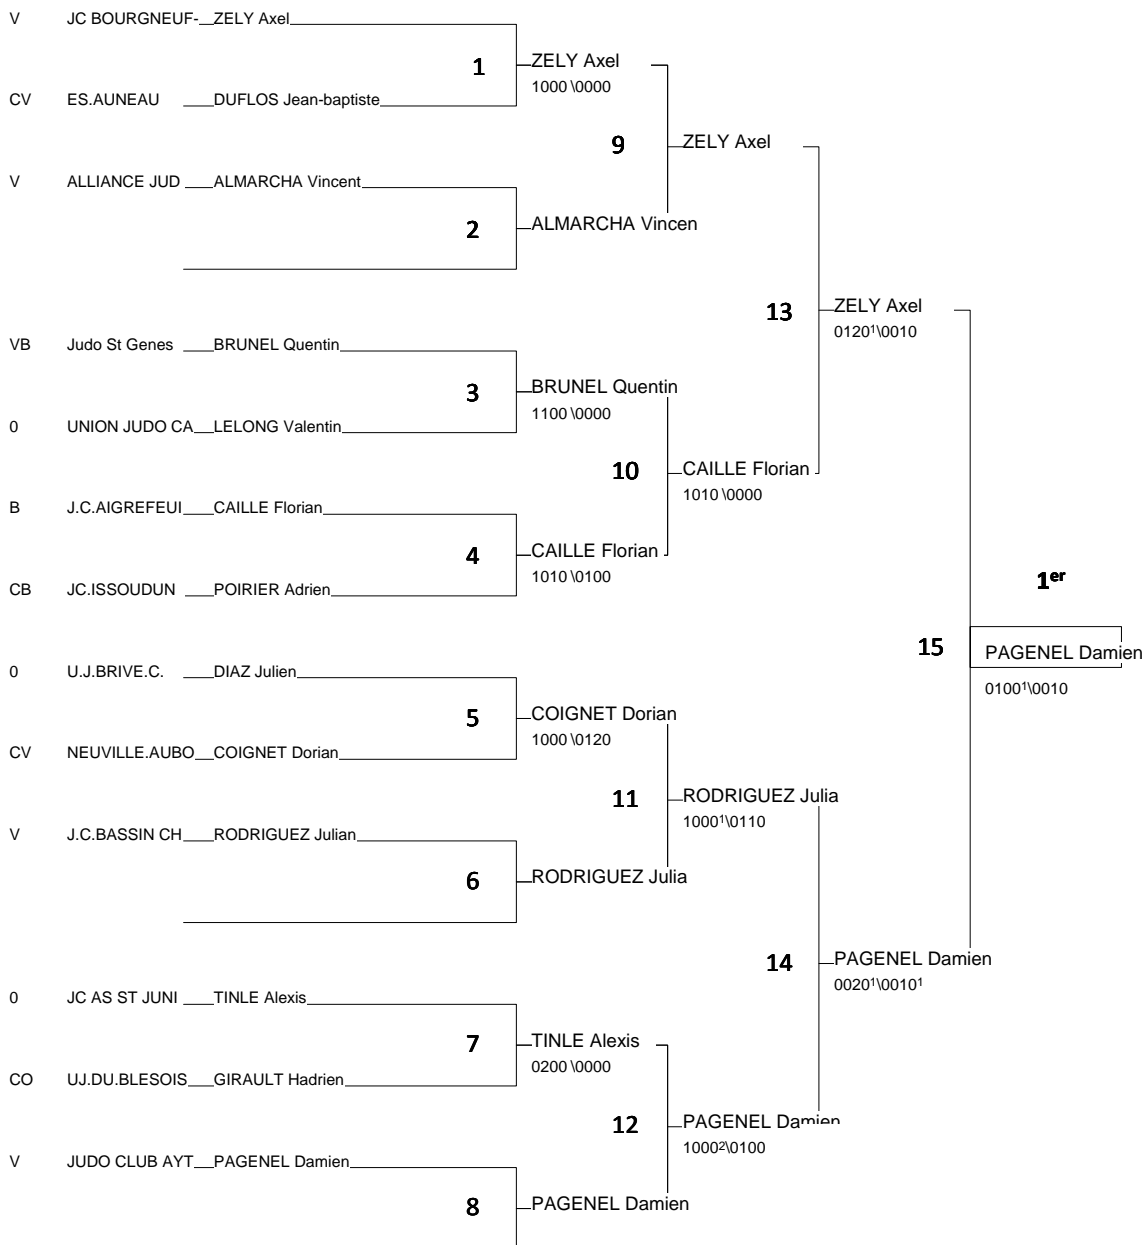 V JC BOURGNEUF- ZELY Axel
1 ZELY Axel
1000\0000
CV ES.AUNEAU DUFLOS Jean-baptiste
9 ZELY Axel
V ALLIANCE JUD ALMARCHA Vincent
2 ALMARCHA Vincen
13 ZELY Axel
0120¹\0010
VB Judo St Genes BRUNEL Quentin
3 BRUNEL Quentin
1100\0000
0 UNION JUDO CA LELONG Valentin
10 CAILLE Florian
1010\0000
B J.C.AIGREFEUI CAILLE Florian
4 CAILLE Florian
1010\0100
CB JC.ISSOUDUN POIRIER Adrien
1er
15 PAGENEL Damien
0100¹\0010
0 U.J.BRIVE.C. DIAZ Julien
5 COIGNET Dorian
1000\0120
CV NEUVILLE.AUBO COIGNET Dorian
11 RODRIGUEZ Julia
1000¹\0110
V J.C.BASSIN CH RODRIGUEZ Julian
6 RODRIGUEZ Julia
14 PAGENEL Damien
0020¹\0010¹
0 JC AS ST JUNI TINLE Alexis
7 TINLE Alexis
0200\0000
CO UJ.DU.BLESOIS GIRAULT Hadrien
12 PAGENEL Damien
1000²\0100
V JUDO CLUB AYT PAGENEL Damien
8 PAGENEL Damien